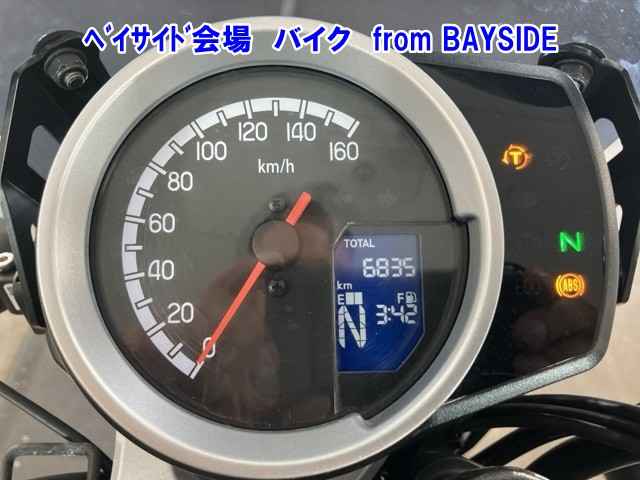 ﾍﾞｲｻｲﾄﾞ会場　バイク　from BAYSIDE
0
20
40
60
80
100
120
140
160
km/h
TOTAL
6835
km
E F
N 3:42
T
N
ABS